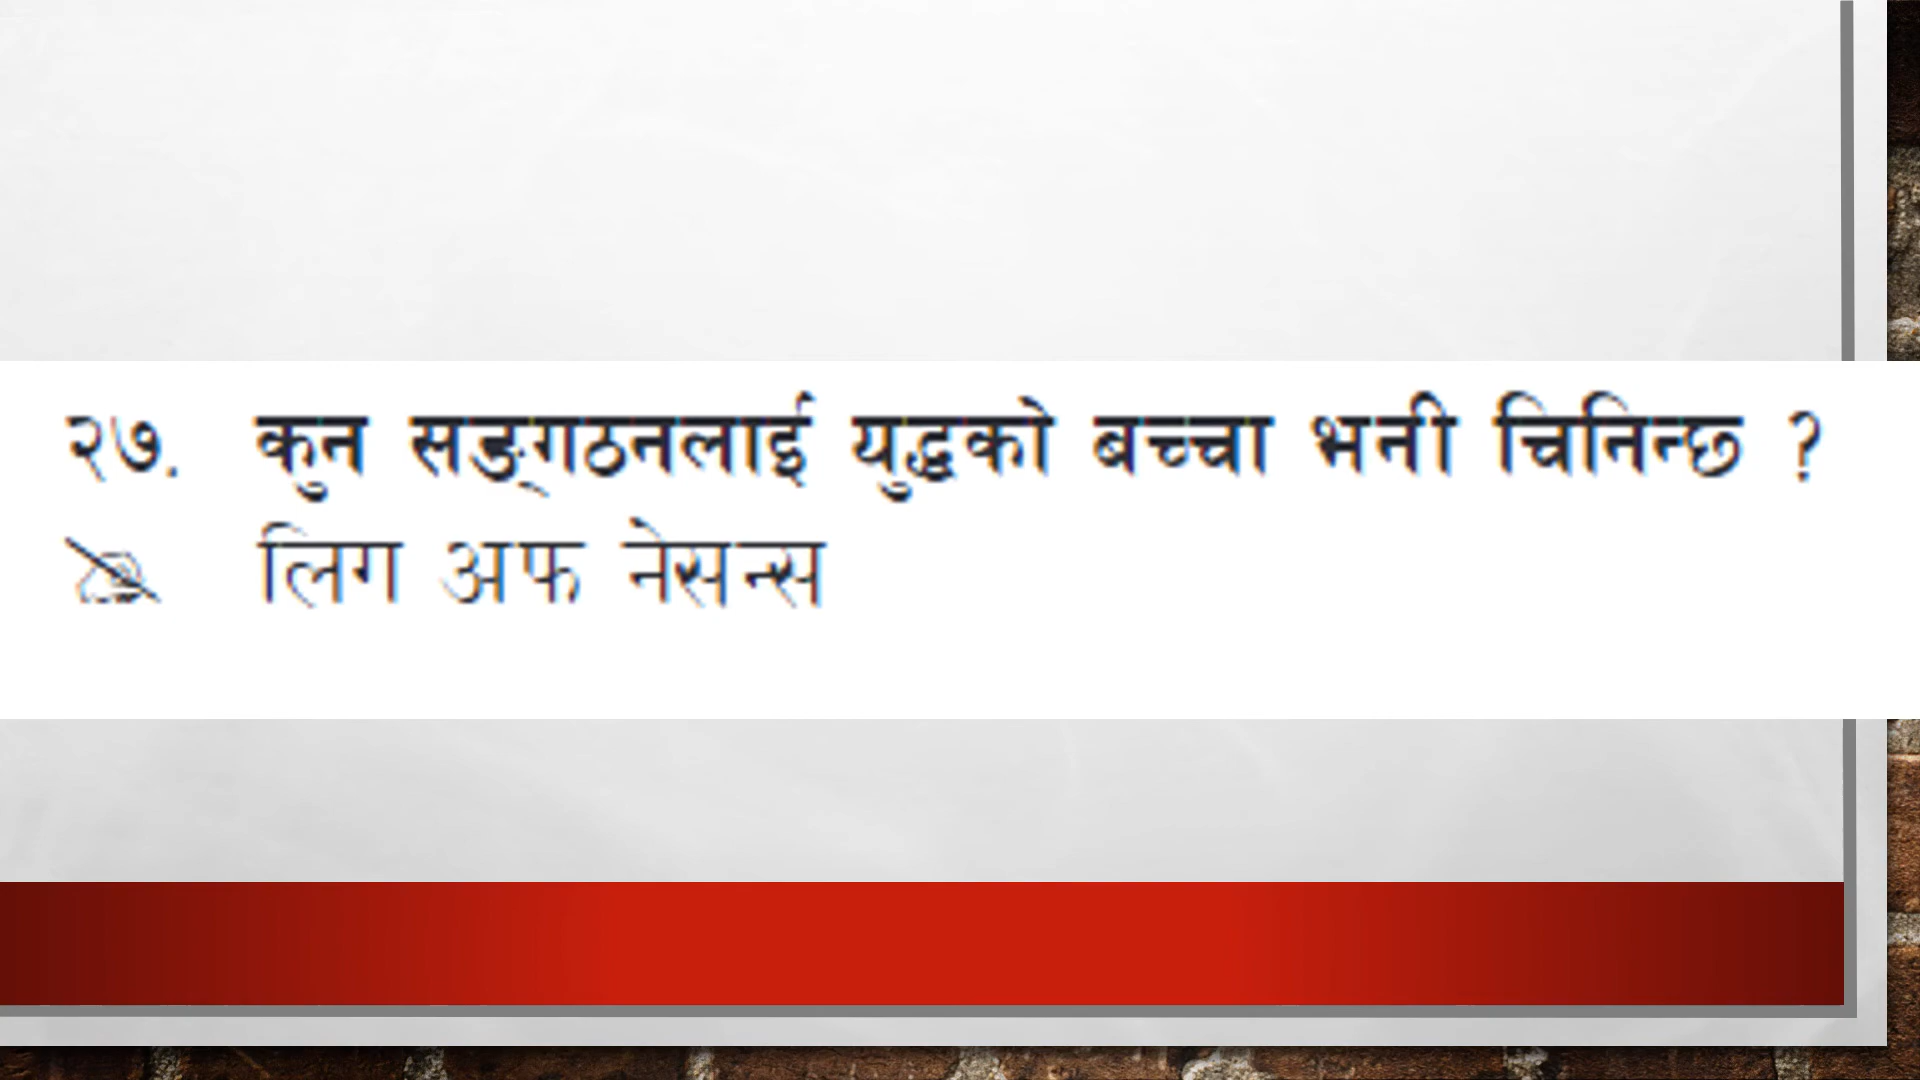 २७. कुन सङ्गठनलाई युद्धको बच्चा भनी चिनिन्छ ?
लिग अफ नेसन्स